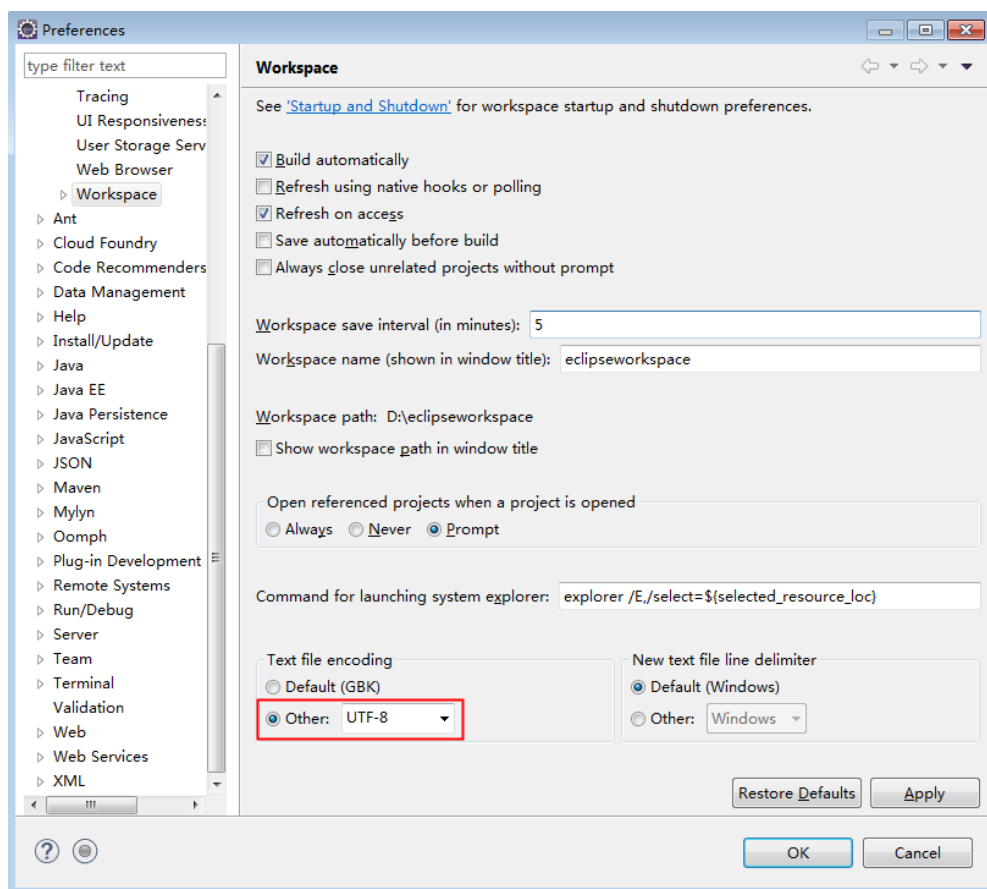 Preferences
type filter text
Tracing
UI Responsiveness
User Storage Serv
Web Browser
Workspace
Ant
Cloud Foundry
Code Recommenders
Data Management
Help
Install/Update
Java
Java EE
Java Persistence
JavaScript
JSON
Maven
Mylyn
Oomph
Plug-in Development
Remote Systems
Run/Debug
Server
Team
Terminal
Validation
Web
Web Services
XML
Workspace
See 'Startup and Shutdown' for workspace startup and shutdown preferences.
Build automatically
Refresh using native hooks or polling
Refresh on access
Save automatically before build
Always close unrelated projects without prompt
Workspace save interval (in minutes): 5
Workspace name (shown in window title): eclipseworkspace
Workspace path: D:\eclipseworkspace
Show workspace path in window title
Open referenced projects when a project is opened
Always Never Prompt
Command for launching system explorer: explorer /E,/select=${selected_resource_loc}
Text file encoding
Default (GBK)
Other: UTF-8
New text file line delimiter
Default (Windows)
Other: Windows
Restore Defaults Apply
OK Cancel